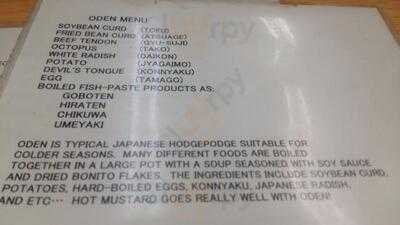 ODEN MENU
SOYBEAN CURD (TOFU)
FRIED BEAN CURD (ATSUAGE)
BEEF TENDON (GYU-SUJI)
OCTOPUS (TAKO)
WHITE RADISH (DAIKON)
POTATO (JYAGAIMO)
DEVIL'S TONGUE (KONNYAKU)
EGG (TAMAGO)
BOILED FISH-PASTE PRODUCTS AS:
GOBOTEN
HIRATEN
CHIKUWA
UMEYAKI
ODEN IS TYPICAL JAPANESE HODGEPODGE SUITABLE FOR
COLDER SEASONS. MANY DIFFERENT FOODS ARE BOILED
TOGETHER IN A LARGE POT WITH A SOUP SEASONED WITH SOY SAUCE
AND DRIED BONITO FLAKES. THE INGREDIENTS INCLUDE SOYBEAN CURD,
POTATOES, HARD-BOILED EGGS, KONNYAKU, JAPANESE RADISH,
AND ETC··· HOT MUSTARD GOES REALLY WELL WITH ODEN!